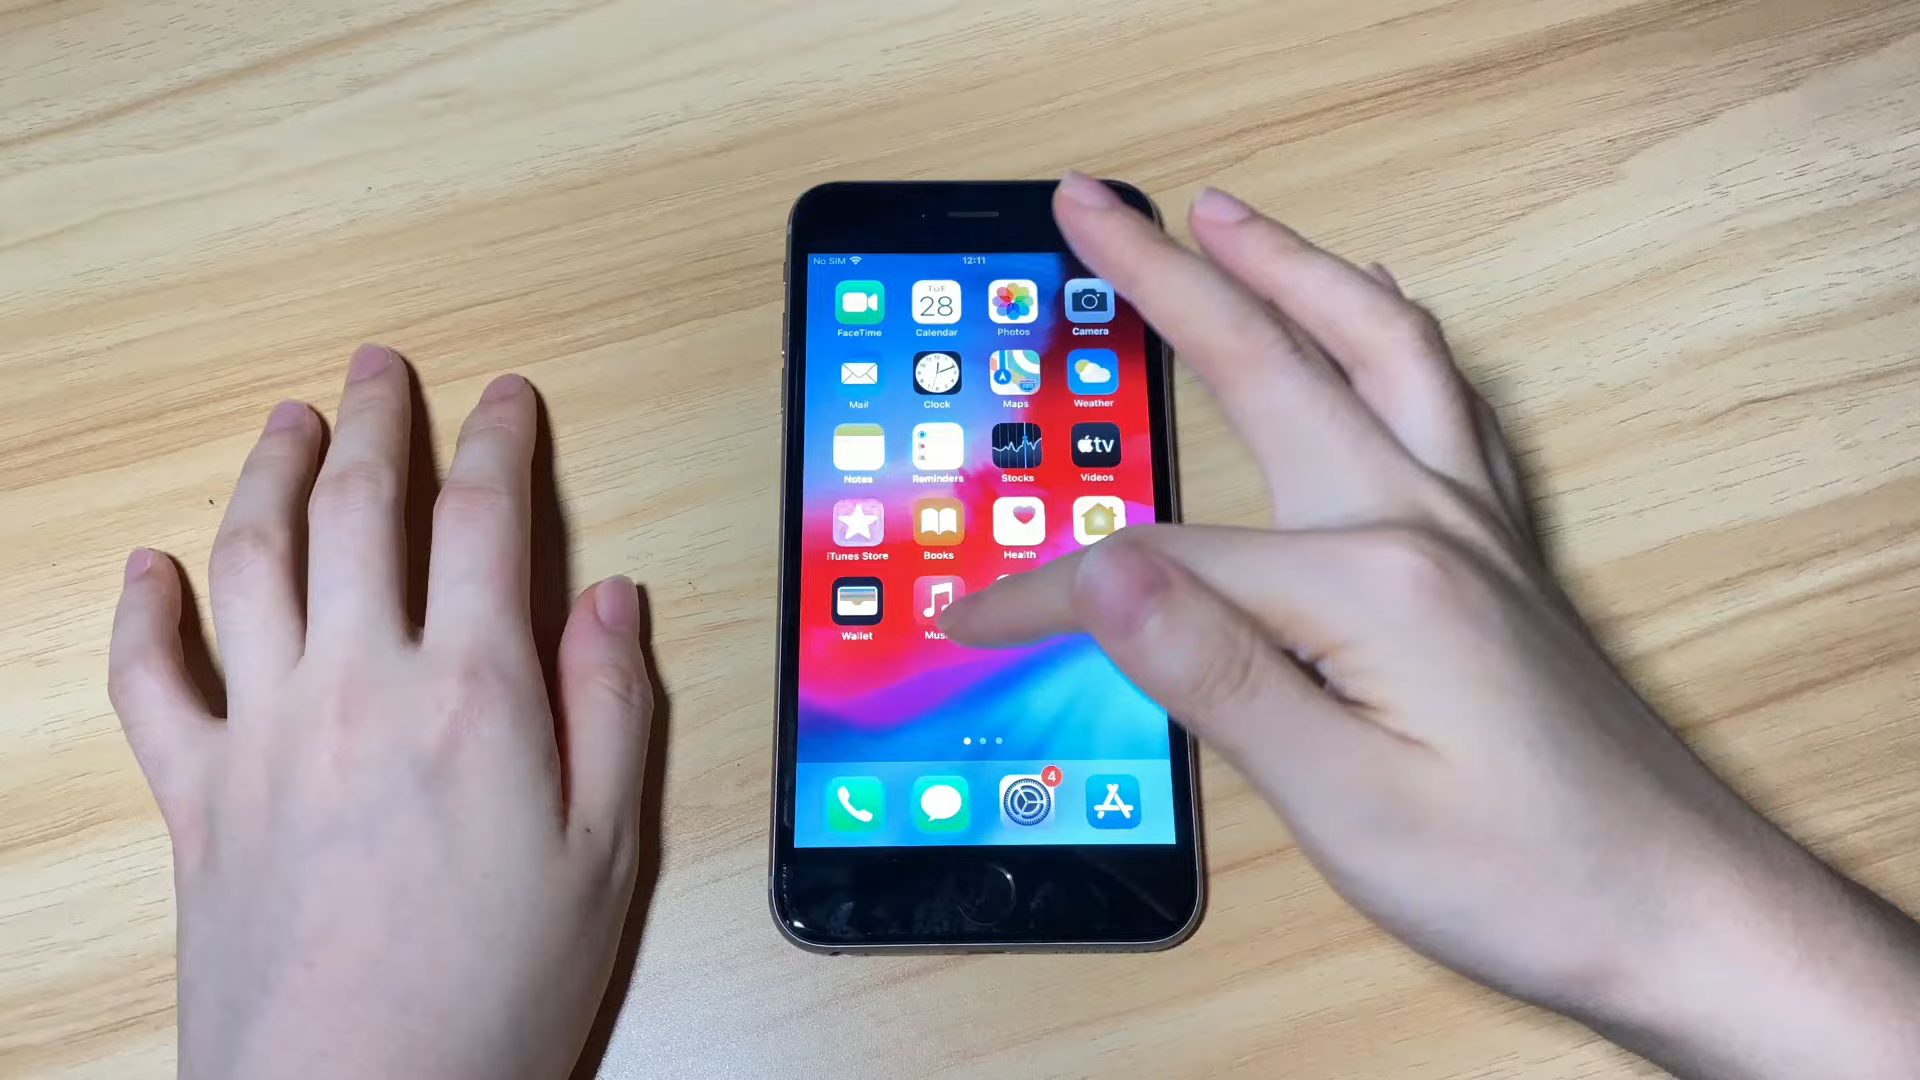 No SIM 12:11
TUE
28
FaceTime Calendar Photos Camera
Mail Clock Maps Weather
tv
Notes Reminders Stocks Videos
iTunes Store Books Health
Wallet
4